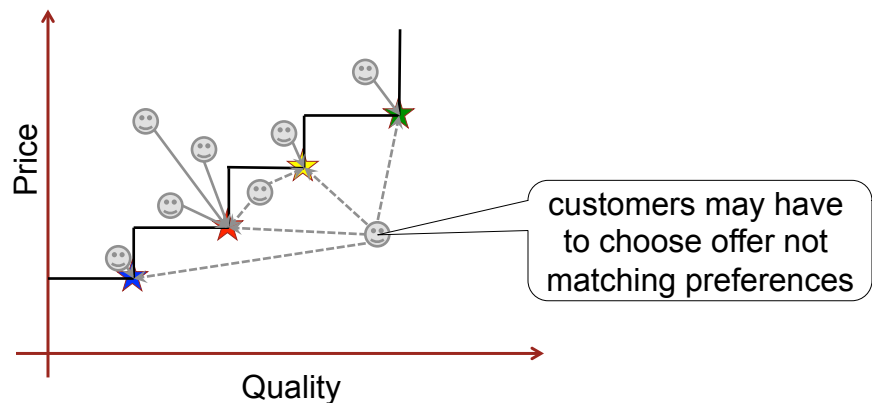 Price
customers may have
to choose offer not
matching preferences
Quality